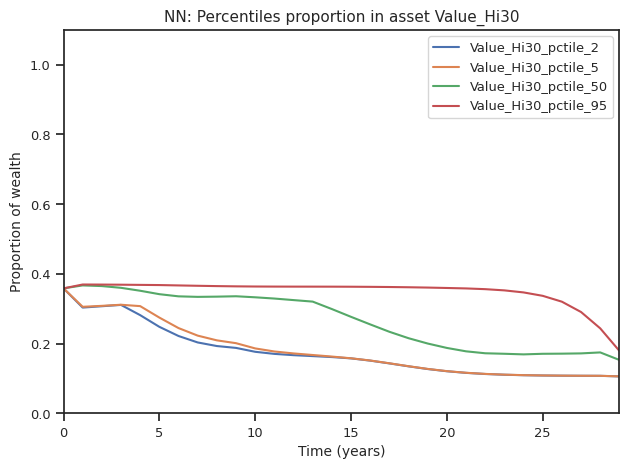 NN: Percentiles proportion in asset Value_Hi30
Value_Hi30_pctile_2
Value_Hi30_pctile_5
Value_Hi30_pctile_50
Value_Hi30_pctile_95
Proportion of wealth
1.0
0.8
0.6
0.4
0.2
0.0
0 5 10 15 20 25
Time (years)